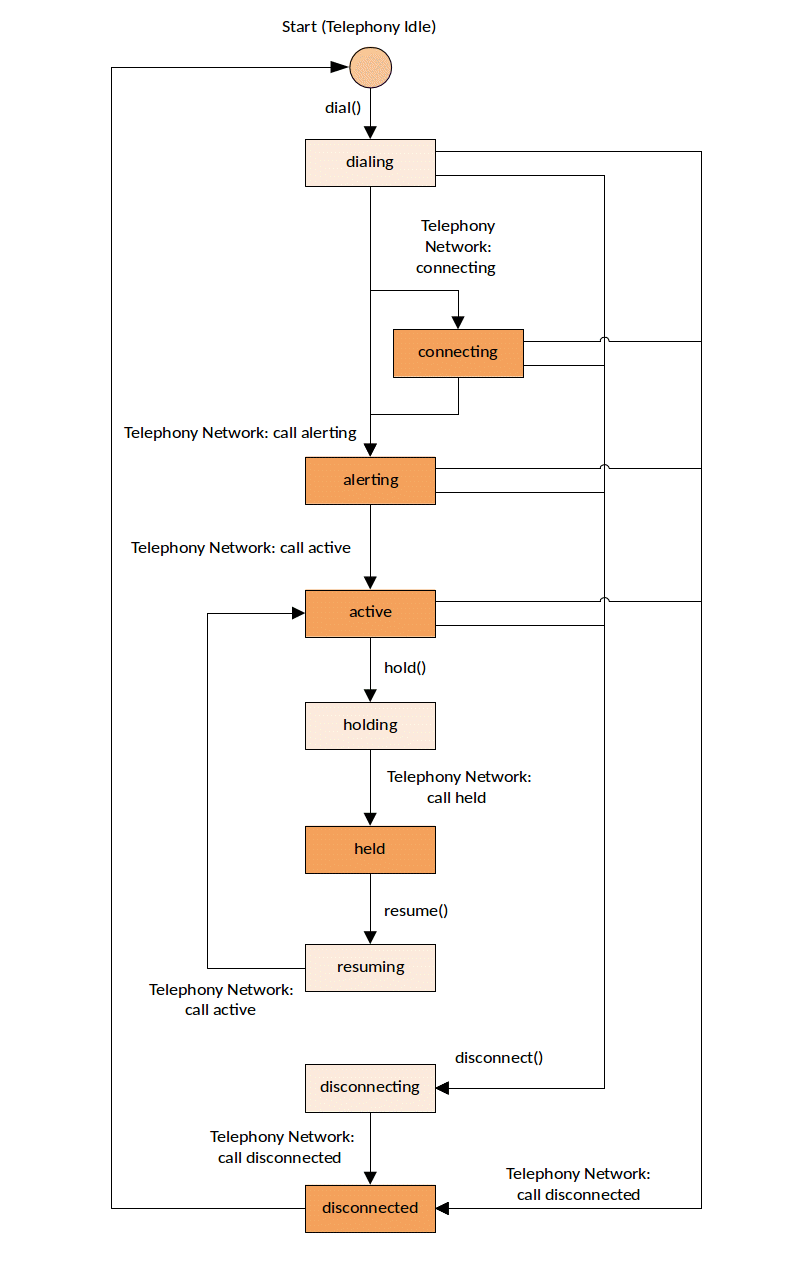 Start (Telephony Idle)
dial()
dialing
Telephony
Network:
connecting
connecting
Telephony Network: call alerting
alerting
Telephony Network: call active
active
hold()
holding
Telephony Network:
call held
held
resume()
resuming
Telephony Network:
call active
disconnect()
disconnecting
Telephony Network:
call disconnected
Telephony Network:
call disconnected
disconnected